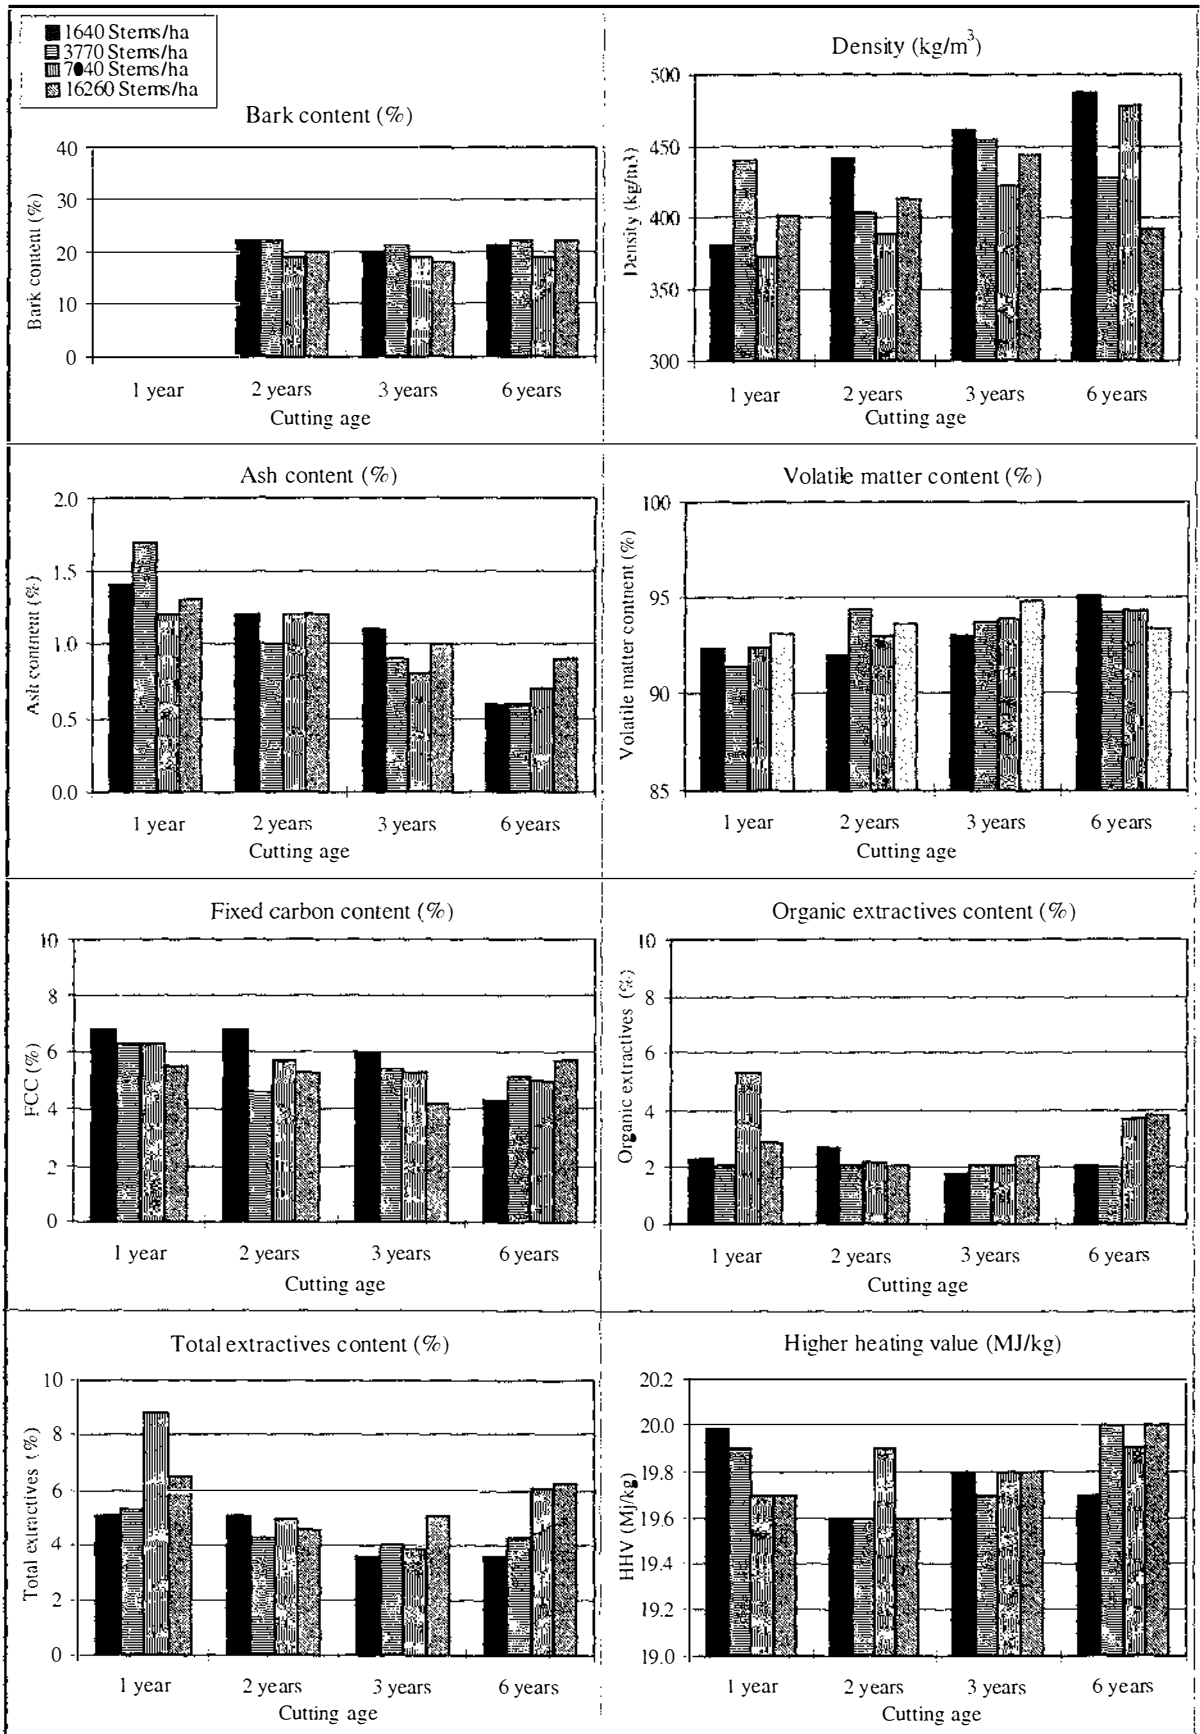 1640 Stems/ha
3770 Stems/ha
7040 Stems/ha
16260 Stems/ha
Bark content (%)
40
30
20
10
0
Bark content (%)
1 year 2 years 3 years 6 years
Cutting age
Density (kg/m³)
500
450
400
350
300
Density (kg/m3)
1 year 2 years 3 years 6 years
Cutting age
Ash content (%)
2.0
1.5
1.0
0.5
0.0
Ash contnent (%)
1 year 2 years 3 years 6 years
Cutting age
Volatile matter content (%)
100
95
90
85
Volatile matter contnent (%)
1 year 2 years 3 years 6 years
Cutting age
Fixed carbon content (%)
10
8
6
4
2
0
FCC (%)
1 year 2 years 3 years 6 years
Cutting age
Organic extractives content (%)
10
8
6
4
2
0
Organic extractives (%)
1 year 2 years 3 years 6 years
Cutting age
Total extractives content (%)
10
8
6
4
2
0
Total extractives (%)
1 year 2 years 3 years 6 years
Cutting age
Higher heating value (MJ/kg)
20.2
20.0
19.8
19.6
19.4
19.2
19.0
HHV (Mj/kg)
1 year 2 years 3 years 6 years
Cutting age